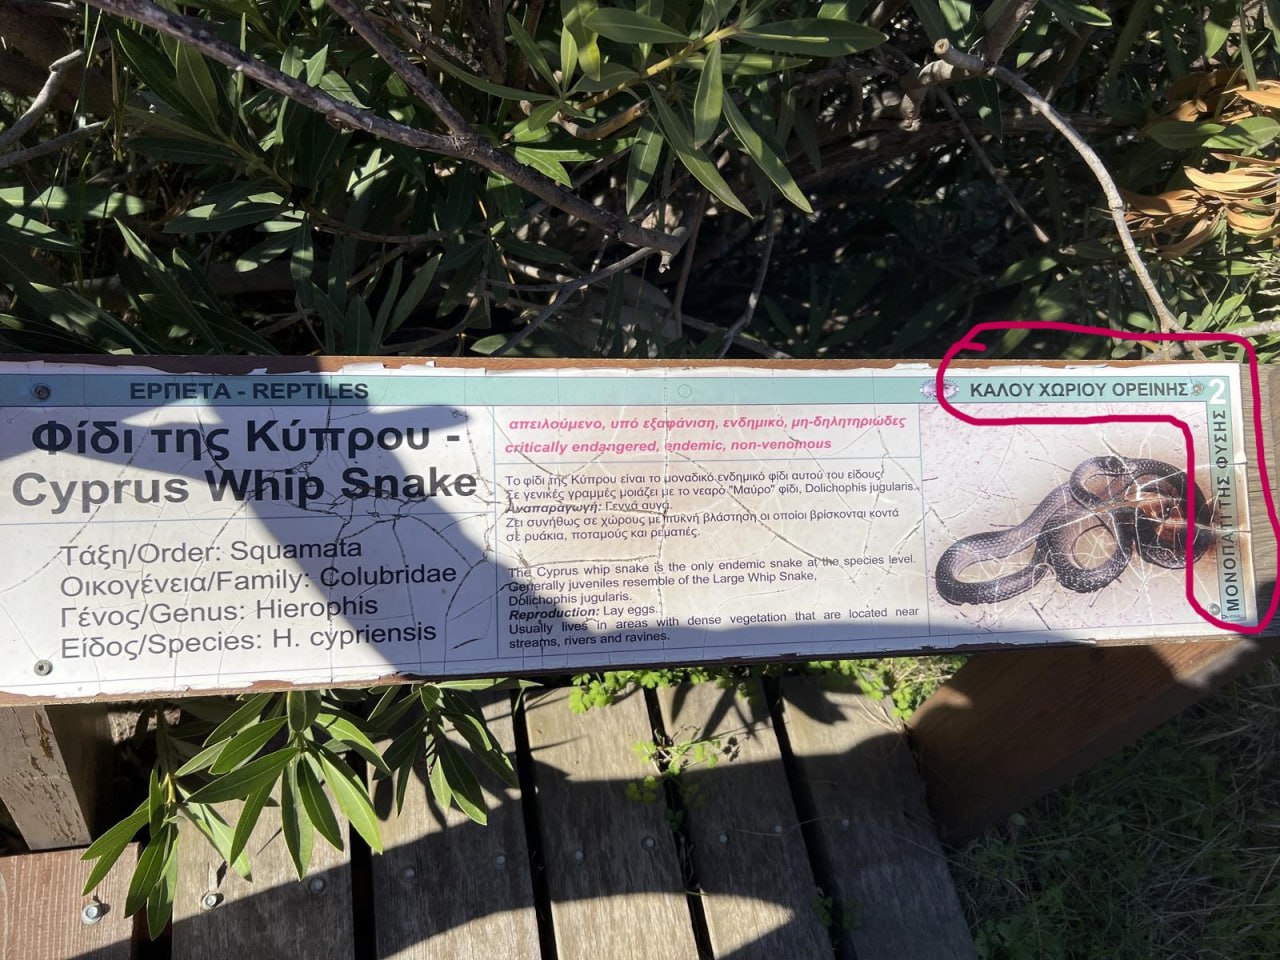 ΕΡΠΕΤΑ - REPTILES
Φίδι της Κύπρου -
Cyprus Whip Snake
Τάξη/Order: Squamata
Οικογένεια/Family: Colubridae
Γένος/Genus: Hierophis
Είδος/Species: H. cypriensis
απειλούμενο, υπό εξαφάνιση, ενδημικό, μη-δηλητηριώδες
critically endangered, endemic, non-venomous
Το φίδι της Κύπρου είναι το μοναδικό ενδημικό φίδι αυτού του είδους.
Σε γενικές γραμμές μοιάζει με το νεαρό "Μαύρο" φίδι, Dolichophis jugularis.
Αναπαραγωγή: Γεννά αυγά.
Ζει συνήθως σε χώρους με πυκνή βλάστηση οι οποίοι βρίσκονται κοντά
σε ρυάκια, ποταμούς και ρεματιές.
The Cyprus whip snake is the only endemic snake at the species level.
Generally juveniles resemble of the Large Whip Snake,
Dolichophis jugularis.
Reproduction: Lay eggs.
Usually lives in areas with dense vegetation that are located near
streams, rivers and ravines.
ΚΑΛΟΥ ΧΩΡΙΟΥ ΟΡΕΙΝΗΣ
2
ΜΟΝΟΠΑΤΙ ΤΗΣ ΦΥΣΗΣ